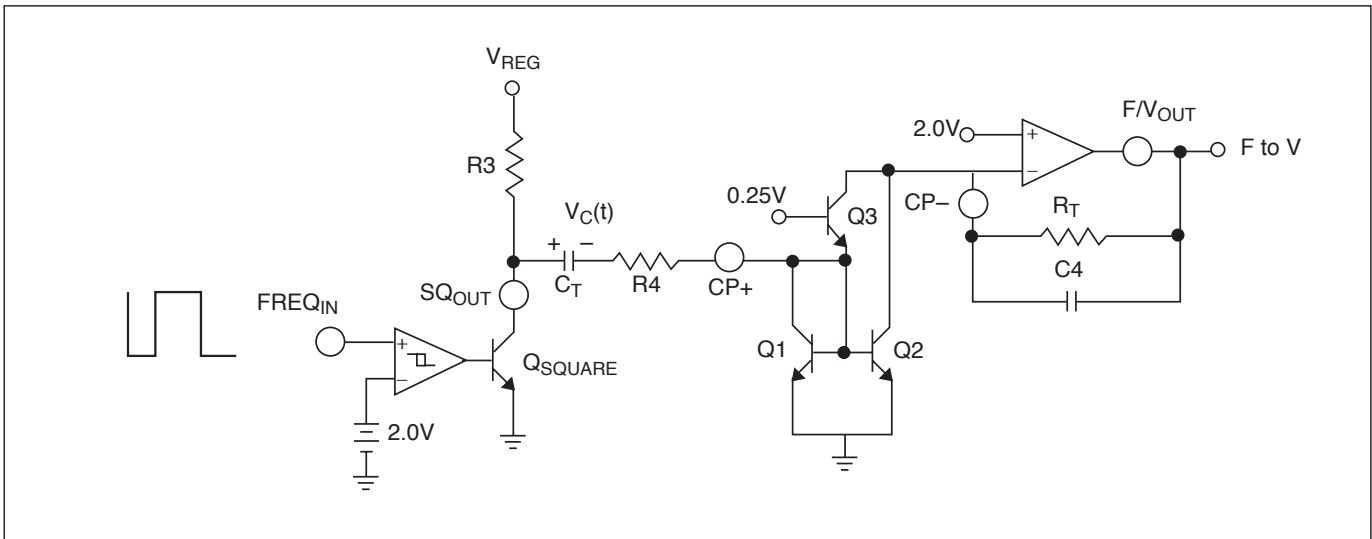 V_REG
R3
V_C(t)
+ −
C_T
R4
CP+
SQ_OUT
FREQ_IN
+
−
Q_SQUARE
2.0V
0.25V
Q3
Q1
Q2
2.0V
+
−
F/V_OUT
F to V
CP−
R_T
C4